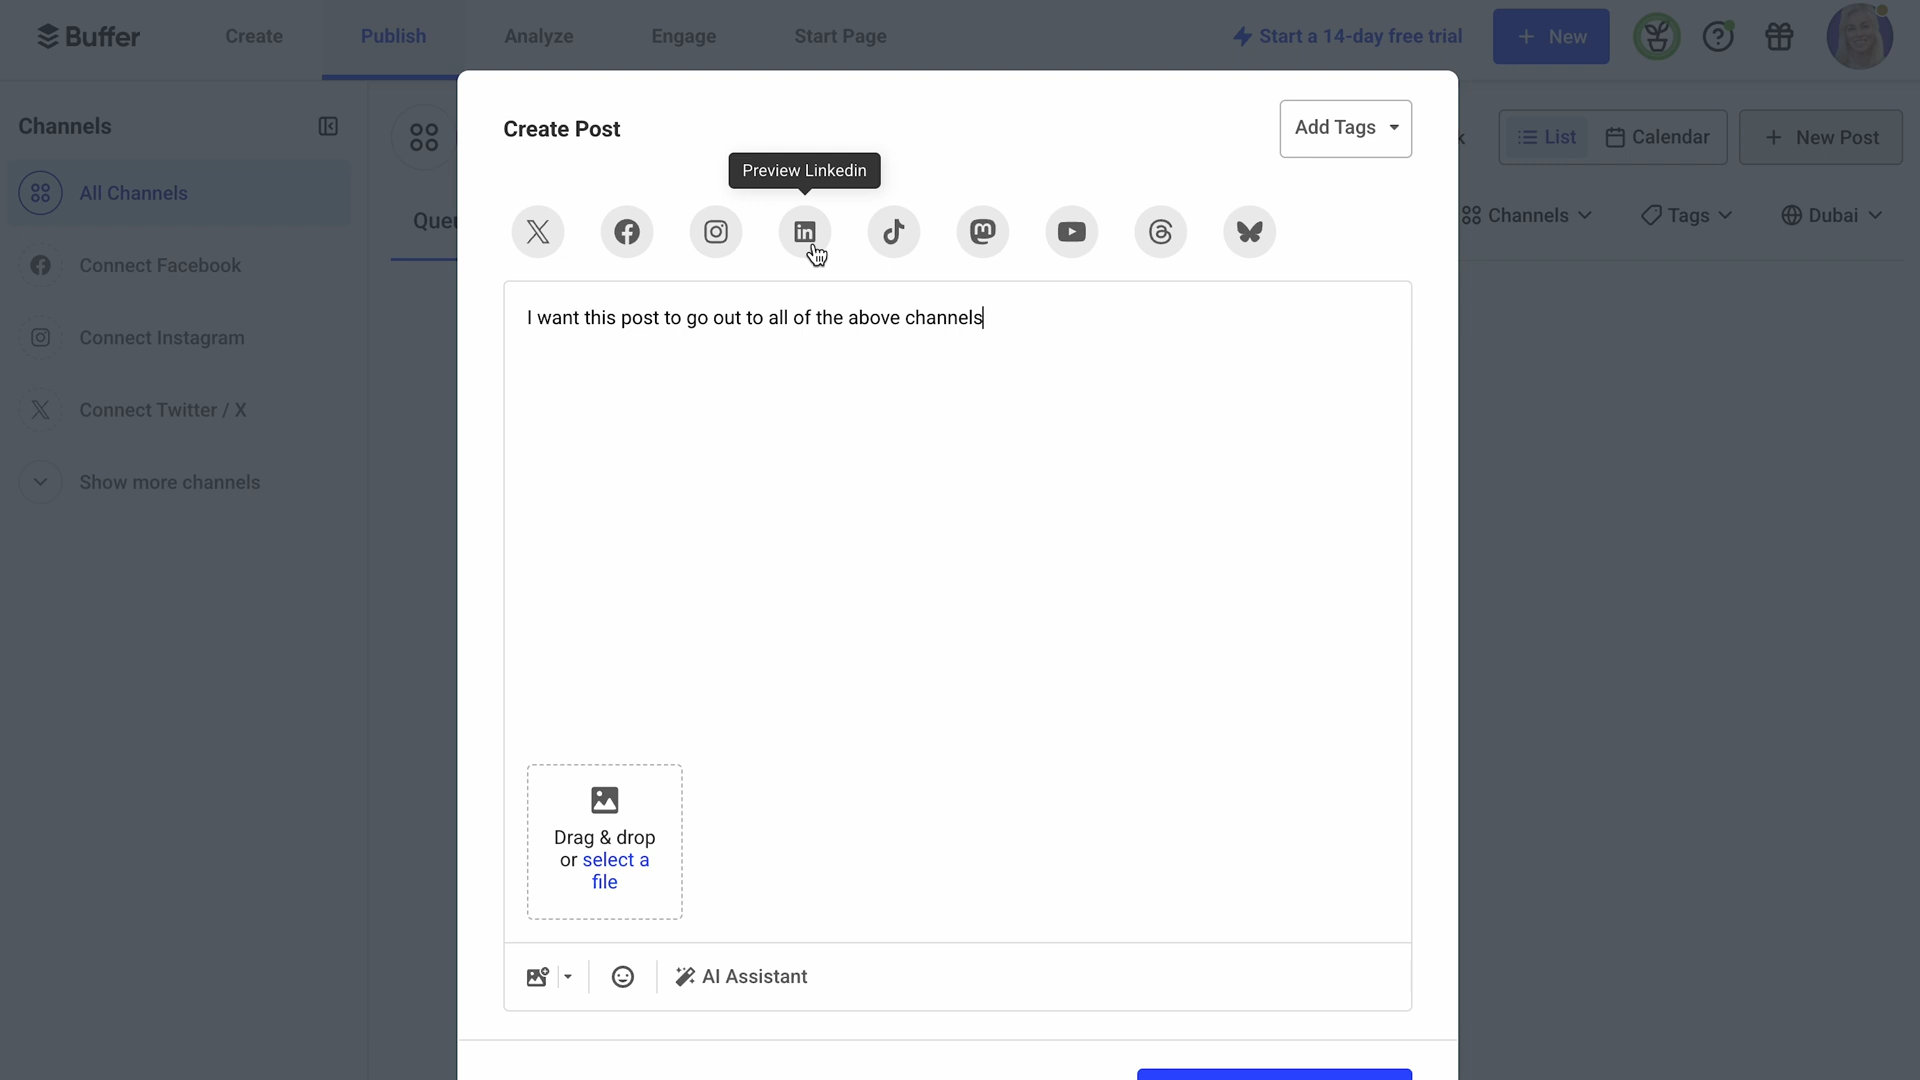 Buffer
Create
Publish
Analyze
Engage
Start Page
Start a 14-day free trial
+ New
Channels
All Channels
Connect Facebook
Connect Instagram
Connect Twitter / X
Show more channels
Create Post
Add Tags
Preview Linkedin
I want this post to go out to all of the above channels
Drag & drop
or select a
file
AI Assistant
List
Calendar
+ New Post
Channels
Tags
Dubai